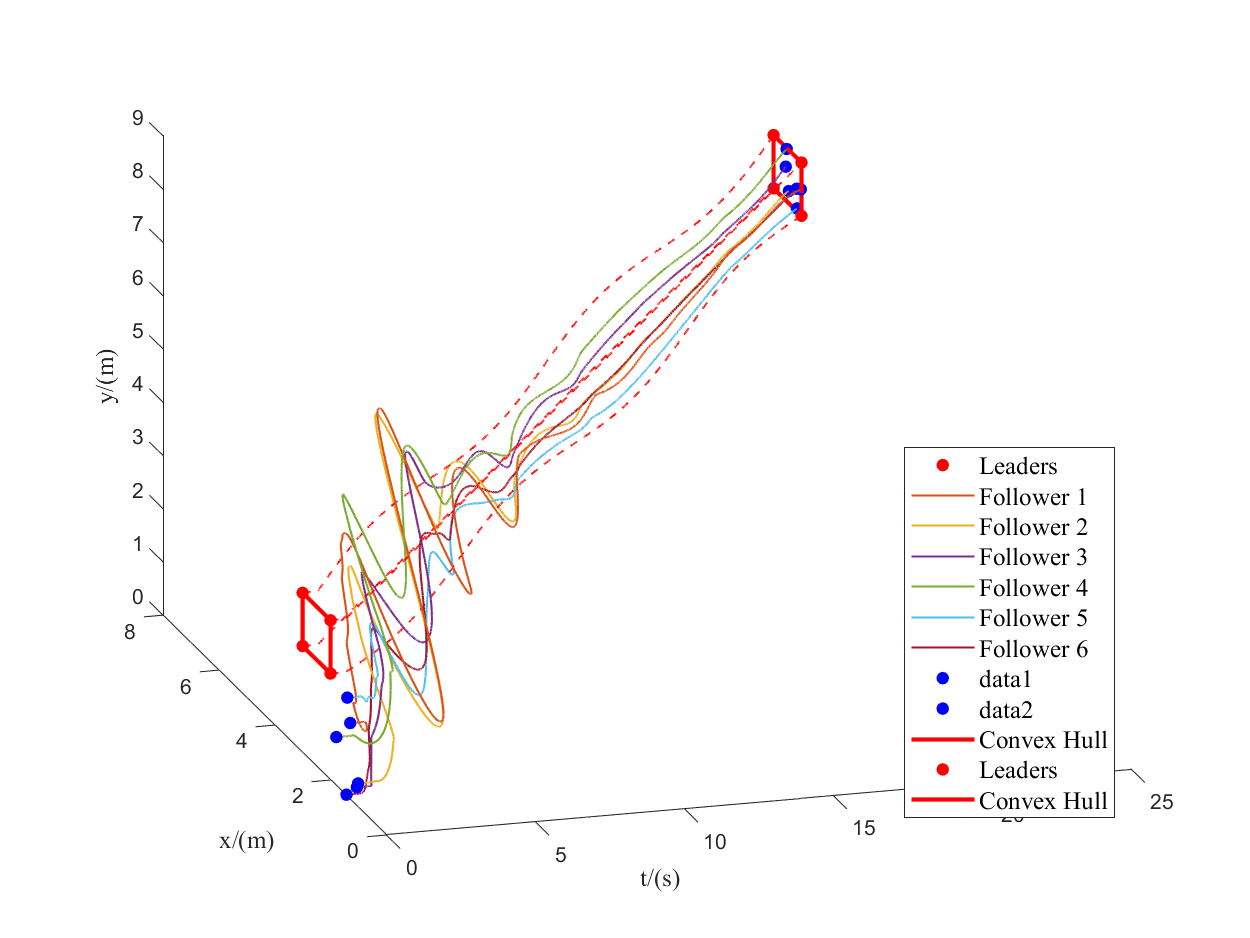 9
8
7
6
5
4
3
2
1
0
y/(m)
8
6
4
2
0
x/(m)
0
5
10
15
25
t/(s)
Leaders
Follower 1
Follower 2
Follower 3
Follower 4
Follower 5
Follower 6
data1
data2
Convex Hull
Leaders
Convex Hull